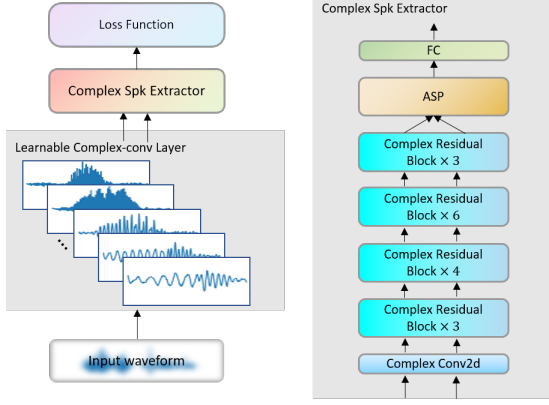 Loss Function
Complex Spk Extractor
Learnable Complex-conv Layer
Input waveform
Complex Spk Extractor
FC
ASP
Complex Residual
Block × 3
Complex Residual
Block × 6
Complex Residual
Block × 4
Complex Residual
Block × 3
Complex Conv2d